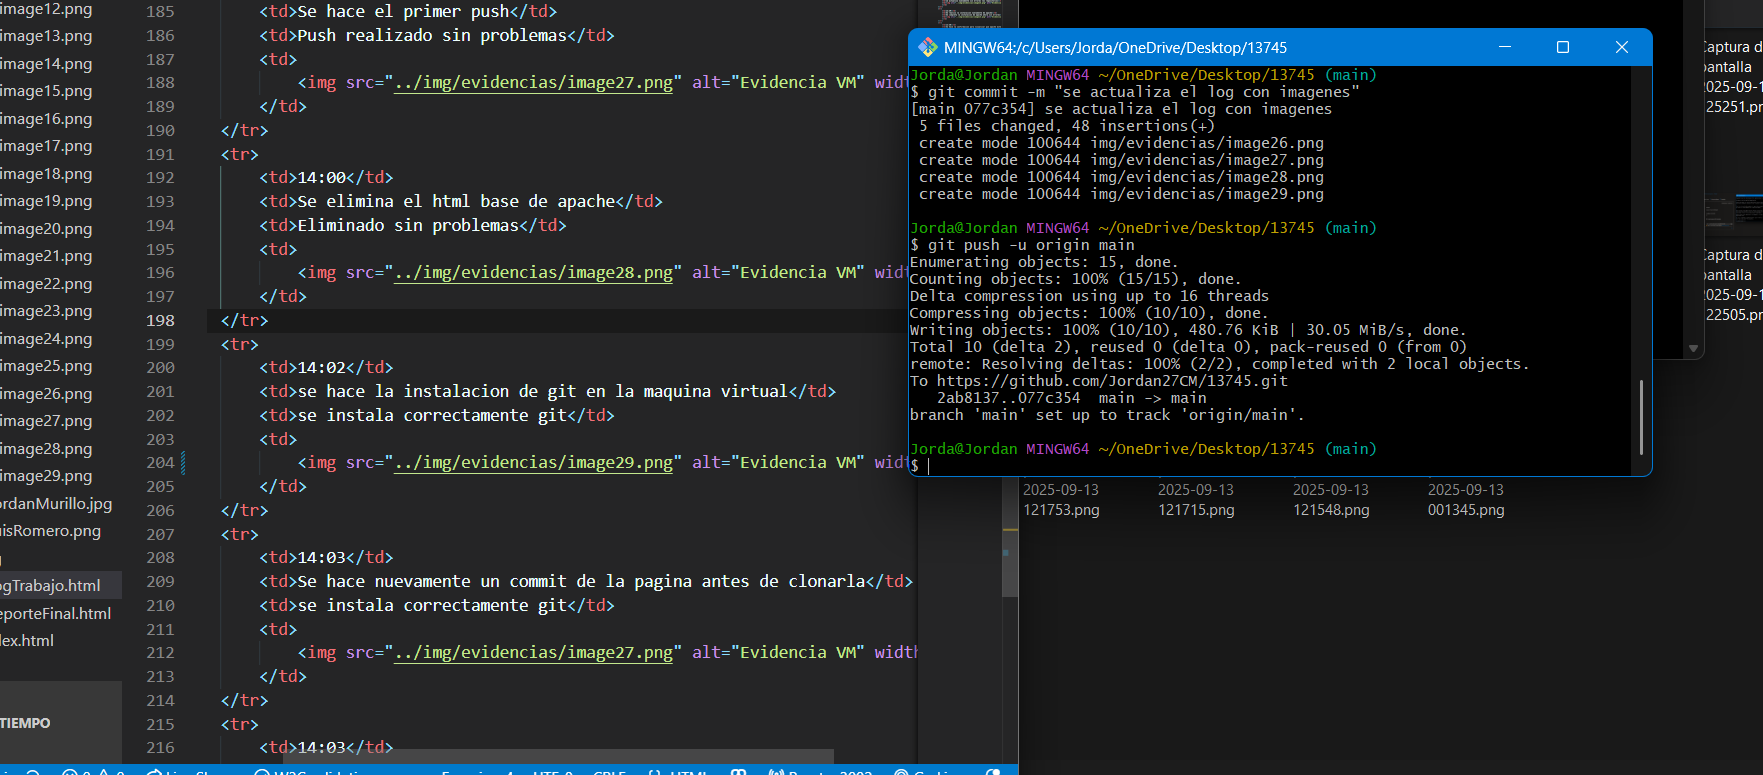 image12.png
image13.png
image14.png
image15.png
image16.png
image17.png
image18.png
image19.png
image20.png
image21.png
image22.png
image23.png
image24.png
image25.png
image26.png
image27.png
image28.png
image29.png
ordanMurillo.jpg
uisRomero.png
ogTrabajo.html
eporteFinal.html
dex.html
TIEMPO
185 <td>Se hace el primer push</td>
186 <td>Push realizado sin problemas</td>
187 <td>
188 <img src="../img/evidencias/image27.png" alt="Evidencia VM" widt
189 </td>
190 </tr>
191 <tr>
192 <td>14:00</td>
193 <td>Se elimina el html base de apache</td>
194 <td>Eliminado sin problemas</td>
195 <td>
196 <img src="../img/evidencias/image28.png" alt="Evidencia VM" widt
197 </td>
198 </tr>
199 <tr>
200 <td>14:02</td>
201 <td>se hace la instalacion de git en la maquina virtual</td>
202 <td>se instala correctamente git</td>
203 <td>
204 <img src="../img/evidencias/image29.png" alt="Evidencia VM" widt
205 </td>
206 </tr>
207 <tr>
208 <td>14:03</td>
209 <td>Se hace nuevamente un commit de la pagina antes de clonarla</td>
210 <td>se instala correctamente git</td>
211 <td>
212 <img src="../img/evidencias/image27.png" alt="Evidencia VM" width
213 </td>
214 </tr>
215 <tr>
216 <td>14:03</td>
MINGW64:/c/Users/Jorda/OneDrive/Desktop/13745
Jorda@Jordan MINGW64 ~/OneDrive/Desktop/13745 (main)
$ git commit -m "se actualiza el log con imagenes"
[main 077c354] se actualiza el log con imagenes
5 files changed, 48 insertions(+)
create mode 100644 img/evidencias/image26.png
create mode 100644 img/evidencias/image27.png
create mode 100644 img/evidencias/image28.png
create mode 100644 img/evidencias/image29.png
Jorda@Jordan MINGW64 ~/OneDrive/Desktop/13745 (main)
$ git push -u origin main
Enumerating objects: 15, done.
Counting objects: 100% (15/15), done.
Delta compression using up to 16 threads
Compressing objects: 100% (10/10), done.
Writing objects: 100% (10/10), 480.76 KiB | 30.05 MiB/s, done.
Total 10 (delta 2), reused 0 (delta 0), pack-reused 0 (from 0)
remote: Resolving deltas: 100% (2/2), completed with 2 local objects.
To https://github.com/Jordan27CM/13745.git
2ab8137..077c354 main -> main
branch 'main' set up to track 'origin/main'.
Jorda@Jordan MINGW64 ~/OneDrive/Desktop/13745 (main)
$
Captura d
pantalla
2025-09-1
25251.pn
Captura d
pantalla
2025-09-1
22505.pn
2025-09-13
121753.png
2025-09-13
121715.png
2025-09-13
121548.png
2025-09-13
001345.png